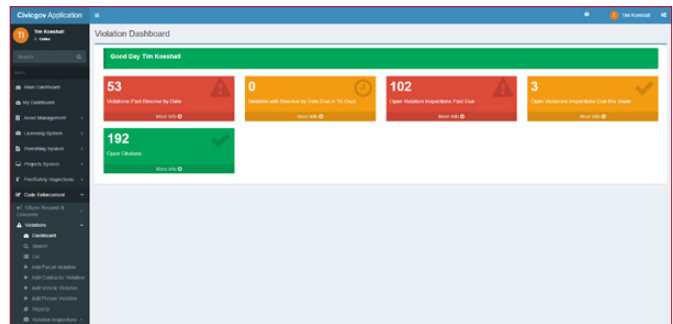 Civicgov Application
Tim Koeshall
TI
Tim Koeshall
Online
Search
Main
Main Dashboard
My Dashboard
Asset Management
Licensing System
Permitting System
Projects System
Fire/Safety Inspections
Code Enforcement
Citizen Request &
Concerns
Violations
Dashboard
Search
List
Add Parcel Violation
Add Contractor Violation
Add Vehicle Violation
Add Person Violation
Reports
Violation Inspections
Violation Dashboard
Good Day Tim Koeshall
53
Violations Past Resolve by Date
More info
0
Violation with Resolve by Date Due in 15 Days
More info
102
Open Violation Inspections Past Due
More info
3
Open Violations Inspections Due this Week
More info
192
Open Citations
More info